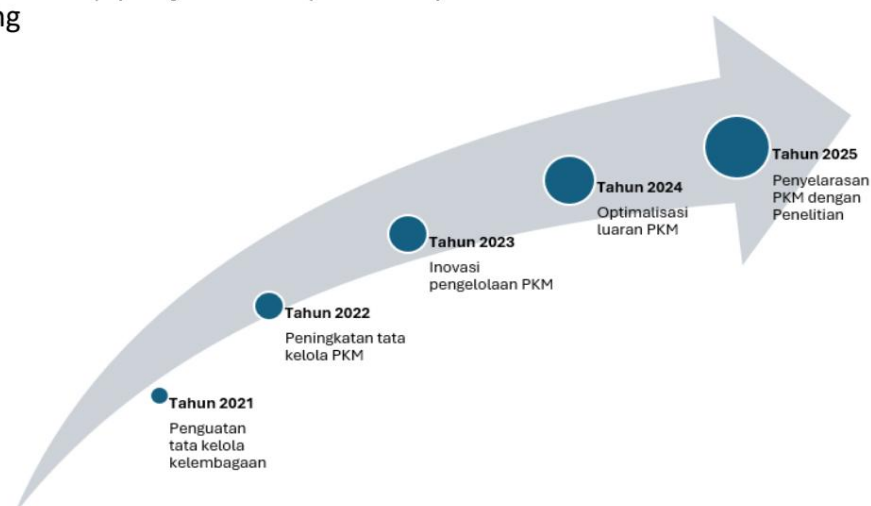 ng
Tahun 2025
Penyelarasan
PKM dengan
Penelitian
Tahun 2024
Optimalisasi
luaran PKM
Tahun 2023
Inovasi
pengelolaan PKM
Tahun 2022
Peningkatan tata
kelola PKM
Tahun 2021
Penguatan
tata kelola
kelembagaan